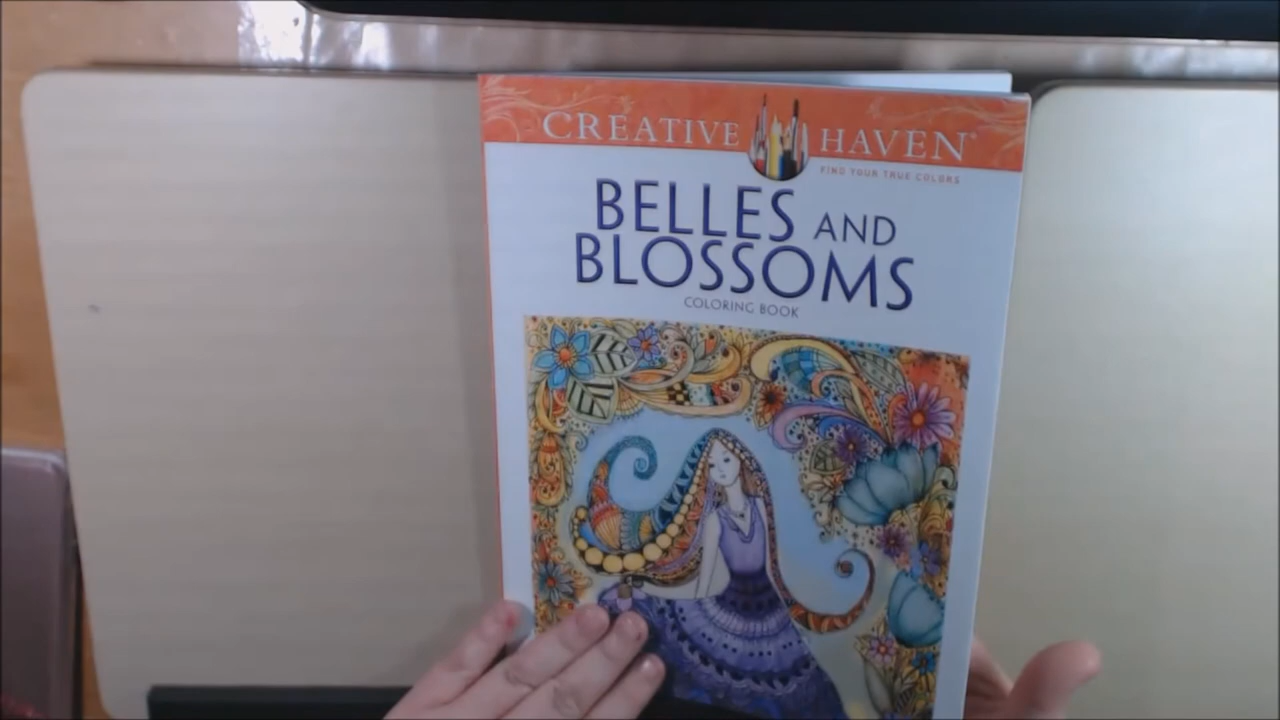 CREATIVE HAVEN®
FIND YOUR TRUE COLORS
BELLES AND
BLOSSOMS
COLORING BOOK